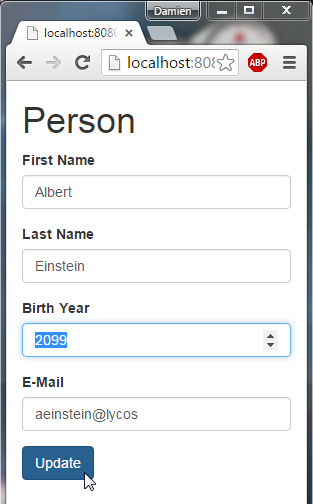 Damien
localhost:8080
localhost:808
ABP
Person
First Name
Albert
Last Name
Einstein
Birth Year
2099
E-Mail
aeinstein@lycos
Update